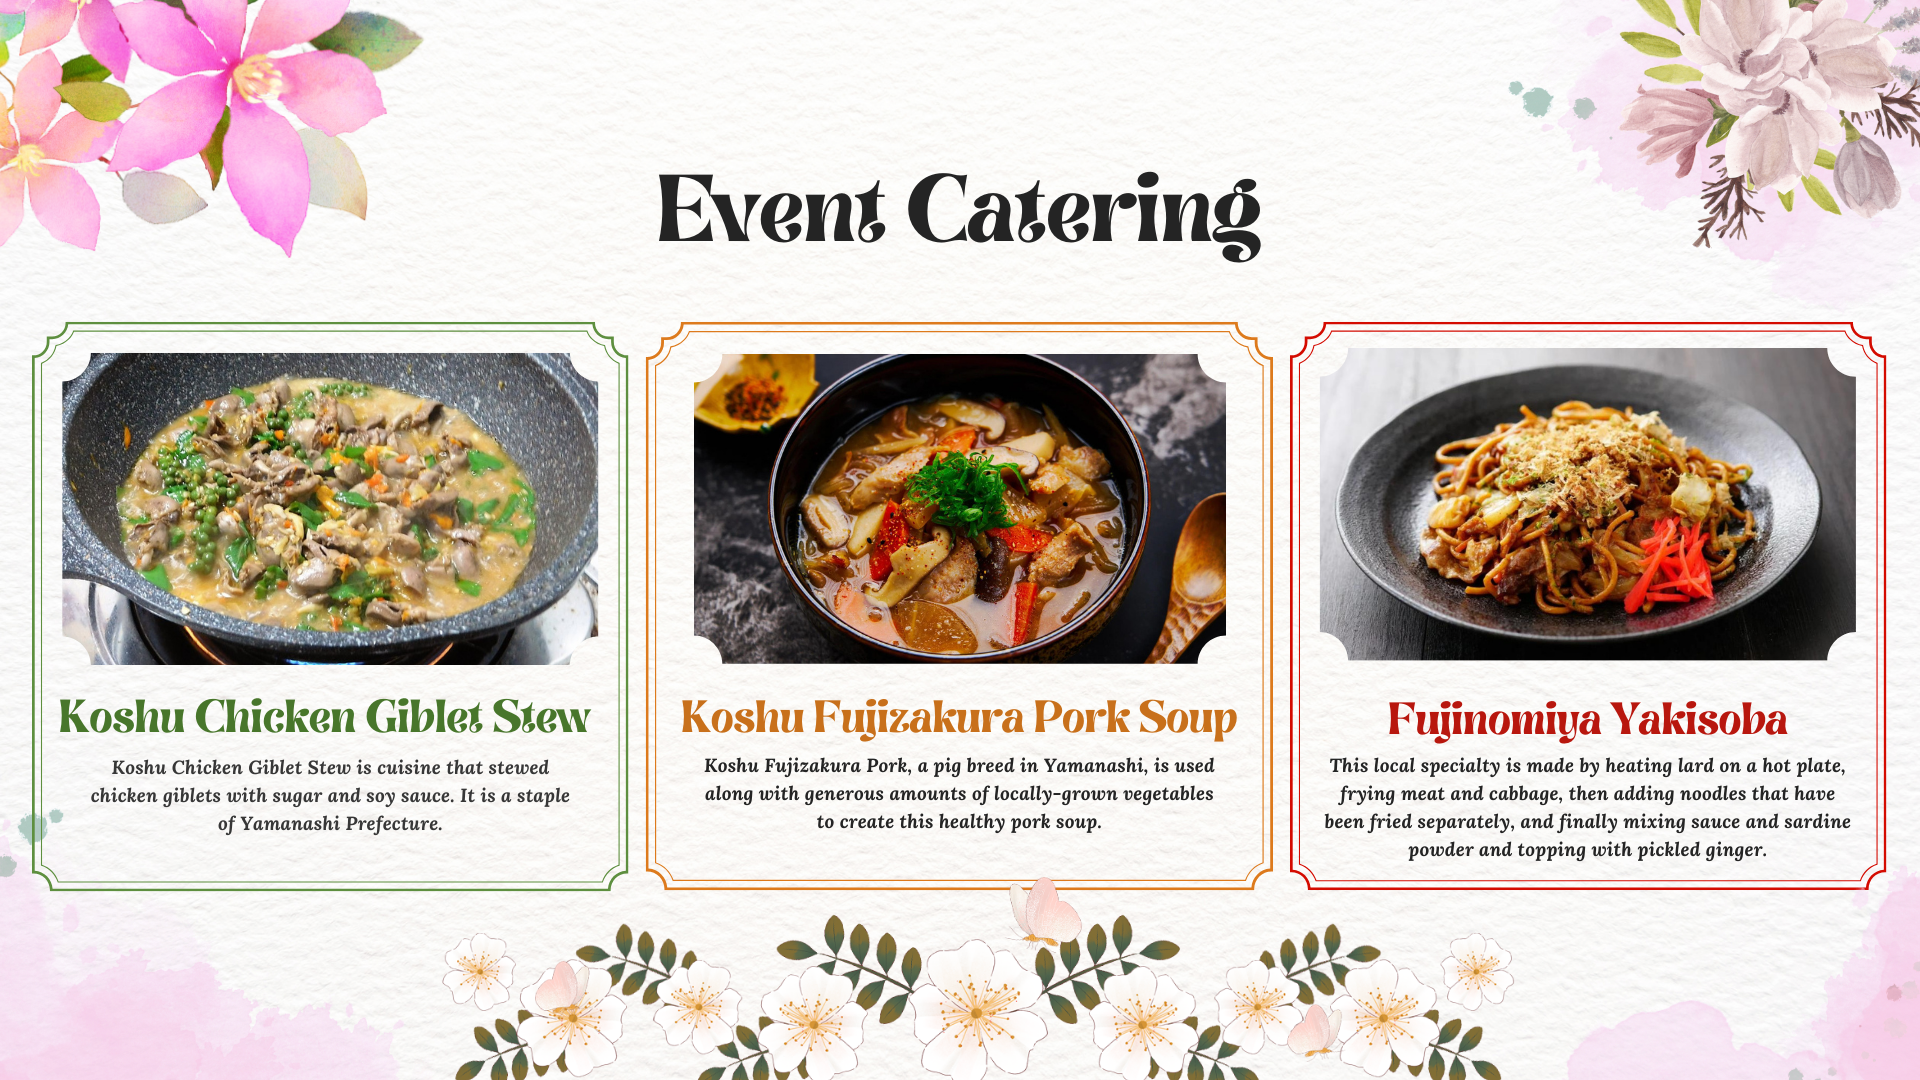 Event Catering
Koshu Chicken Giblet Stew
Koshu Chicken Giblet Stew is cuisine that stewed
chicken giblets with sugar and soy sauce. It is a staple
of Yamanashi Prefecture.
Koshu Fujizakura Pork Soup
Koshu Fujizakura Pork, a pig breed in Yamanashi, is used
along with generous amounts of locally-grown vegetables
to create this healthy pork soup.
Fujinomiya Yakisoba
This local specialty is made by heating lard on a hot plate,
frying meat and cabbage, then adding noodles that have
been fried separately, and finally mixing sauce and sardine
powder and topping with pickled ginger.